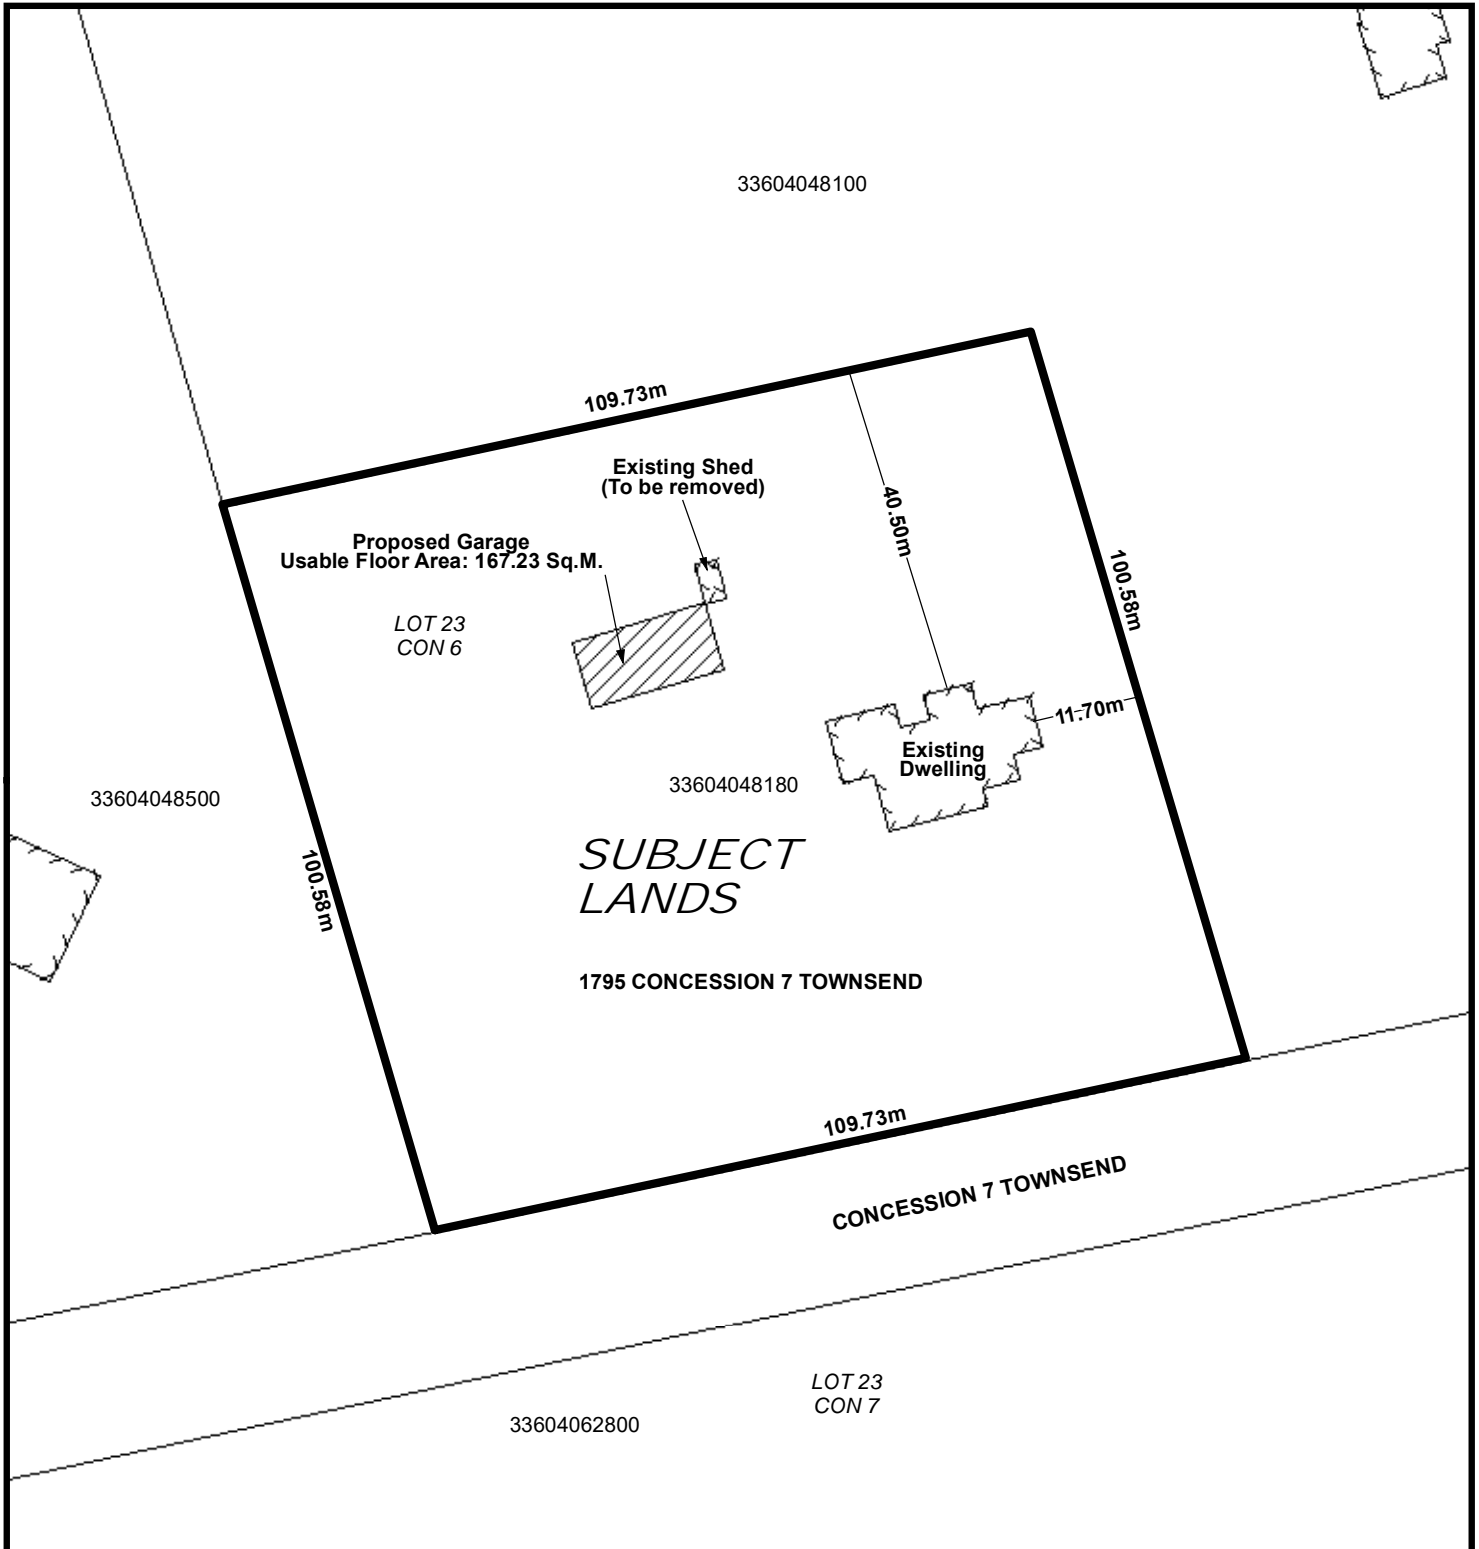 33604048100
109.73m
Existing Shed
(To be removed)
40.50m
Proposed Garage
Usable Floor Area: 167.23 Sq.M.
100.58m
LOT 23
CON 6
11.70m
Existing
Dwelling
33604048180
33604048500
SUBJECT
LANDS
100.58m
1795 CONCESSION 7 TOWNSEND
109.73m
CONCESSION 7 TOWNSEND
LOT 23
CON 7
33604062800